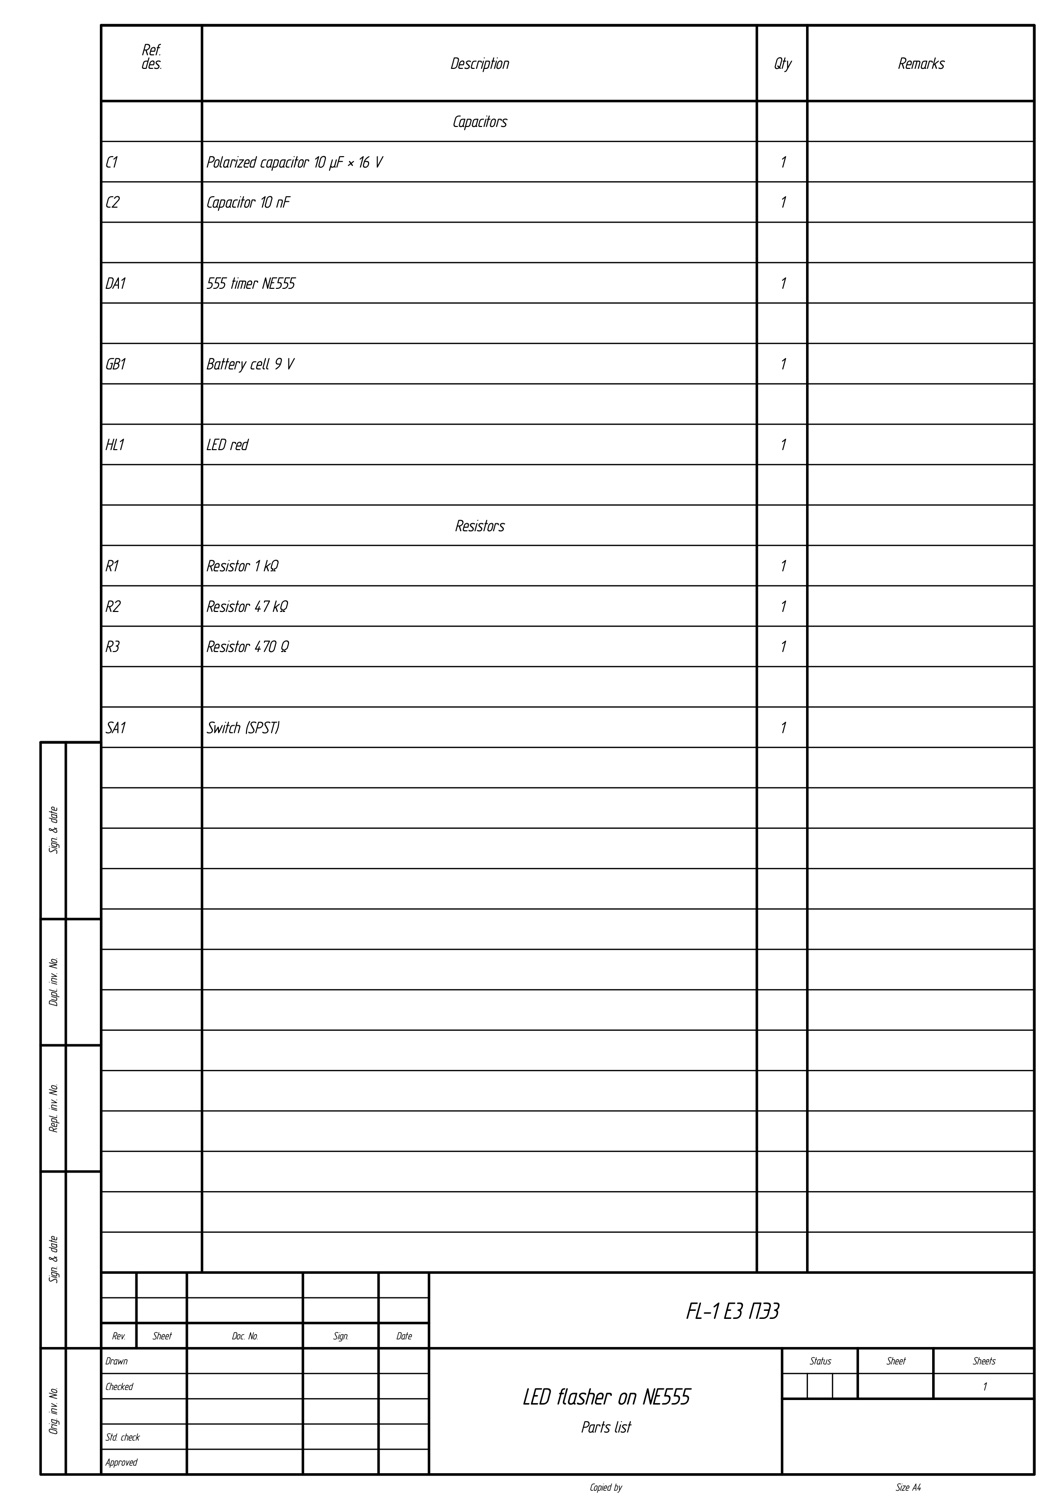 Ref.
des.
Description
Qty
Remarks
Capacitors
C1 Polarized capacitor 10 µF × 16 V 1
C2 Capacitor 10 nF 1
DA1 555 timer NE555 1
GB1 Battery cell 9 V 1
HL1 LED red 1
Resistors
R1 Resistor 1 kΩ 1
R2 Resistor 47 kΩ 1
R3 Resistor 470 Ω 1
SA1 Switch (SPST) 1
Sign. & date
Dupl. inv. No.
Repl. inv. No.
Sign. & date
Orig. inv. No.
FL-1 E3 ПЭ3
Rev. Sheet Doc. No. Sign. Date
Drawn
Checked
Std. check
Approved
LED flasher on NE555
Parts list
Status Sheet Sheets
1
Copied by
Size A4